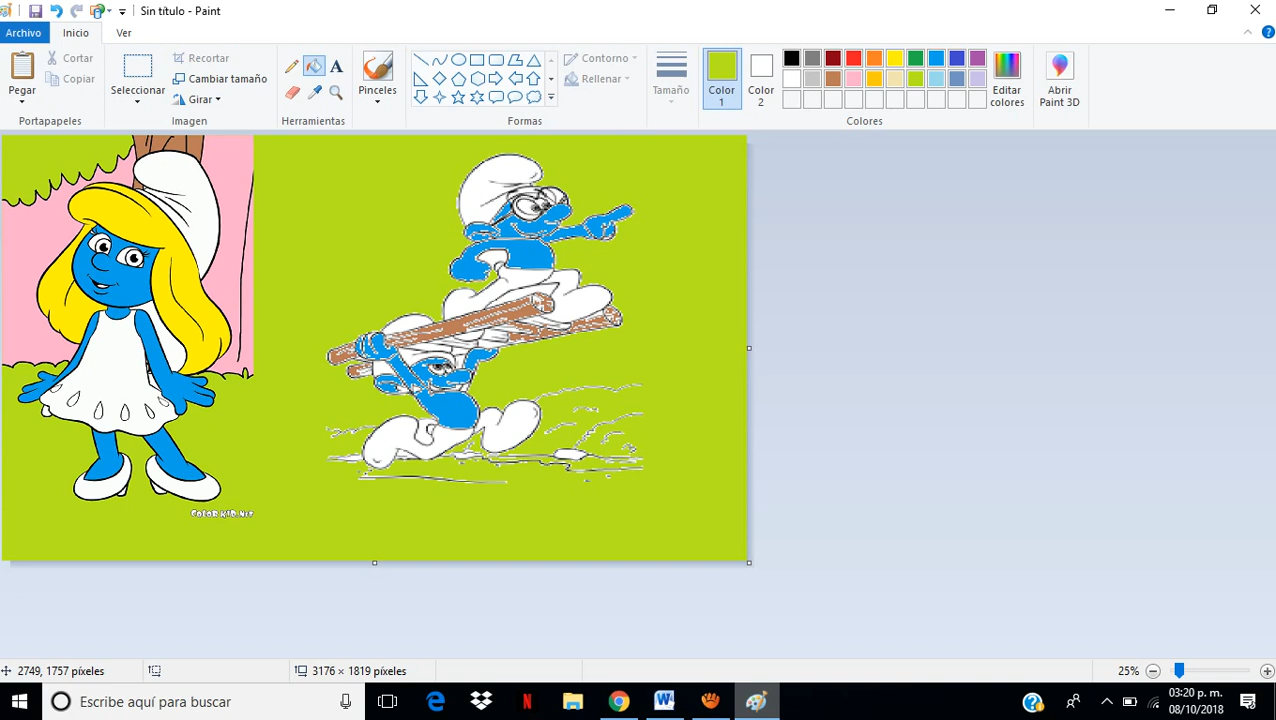 Sin título - Paint
Archivo Inicio Ver
Pegar
Cortar
Copiar
Portapapeles
Seleccionar
Recortar
Cambiar tamaño
Girar
Imagen
A
Herramientas
Pinceles
Contorno
Rellenar
Formas
Tamaño
Color 1
Color 2
Editar colores
Colores
Abrir Paint 3D
2749, 1757 píxeles
3176 × 1819 píxeles
25%
Escribe aquí para buscar
03:20 p. m.
08/10/2018